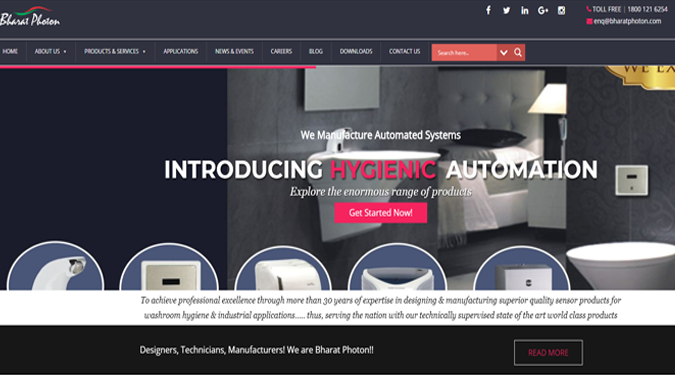 Bharat Photon
TOLL FREE | 1800 121 6254
enq@bharatphoton.com
HOME ABOUT US PRODUCTS & SERVICES APPLICATIONS NEWS & EVENTS CAREERS BLOG DOWNLOADS CONTACT US Search here...
WE EX
We Manufacture Automated Systems
INTRODUCING HYGIENIC AUTOMATION
Explore the enormous range of products
Get Started Now!
To achieve professional excellence through more than 30 years of expertise in designing & manufacturing superior quality sensor products for
washroom hygiene & industrial applications..... thus, serving the nation with our technically supervised state of the art world class products
Designers, Technicians, Manufacturers! We are Bharat Photon!!
READ MORE